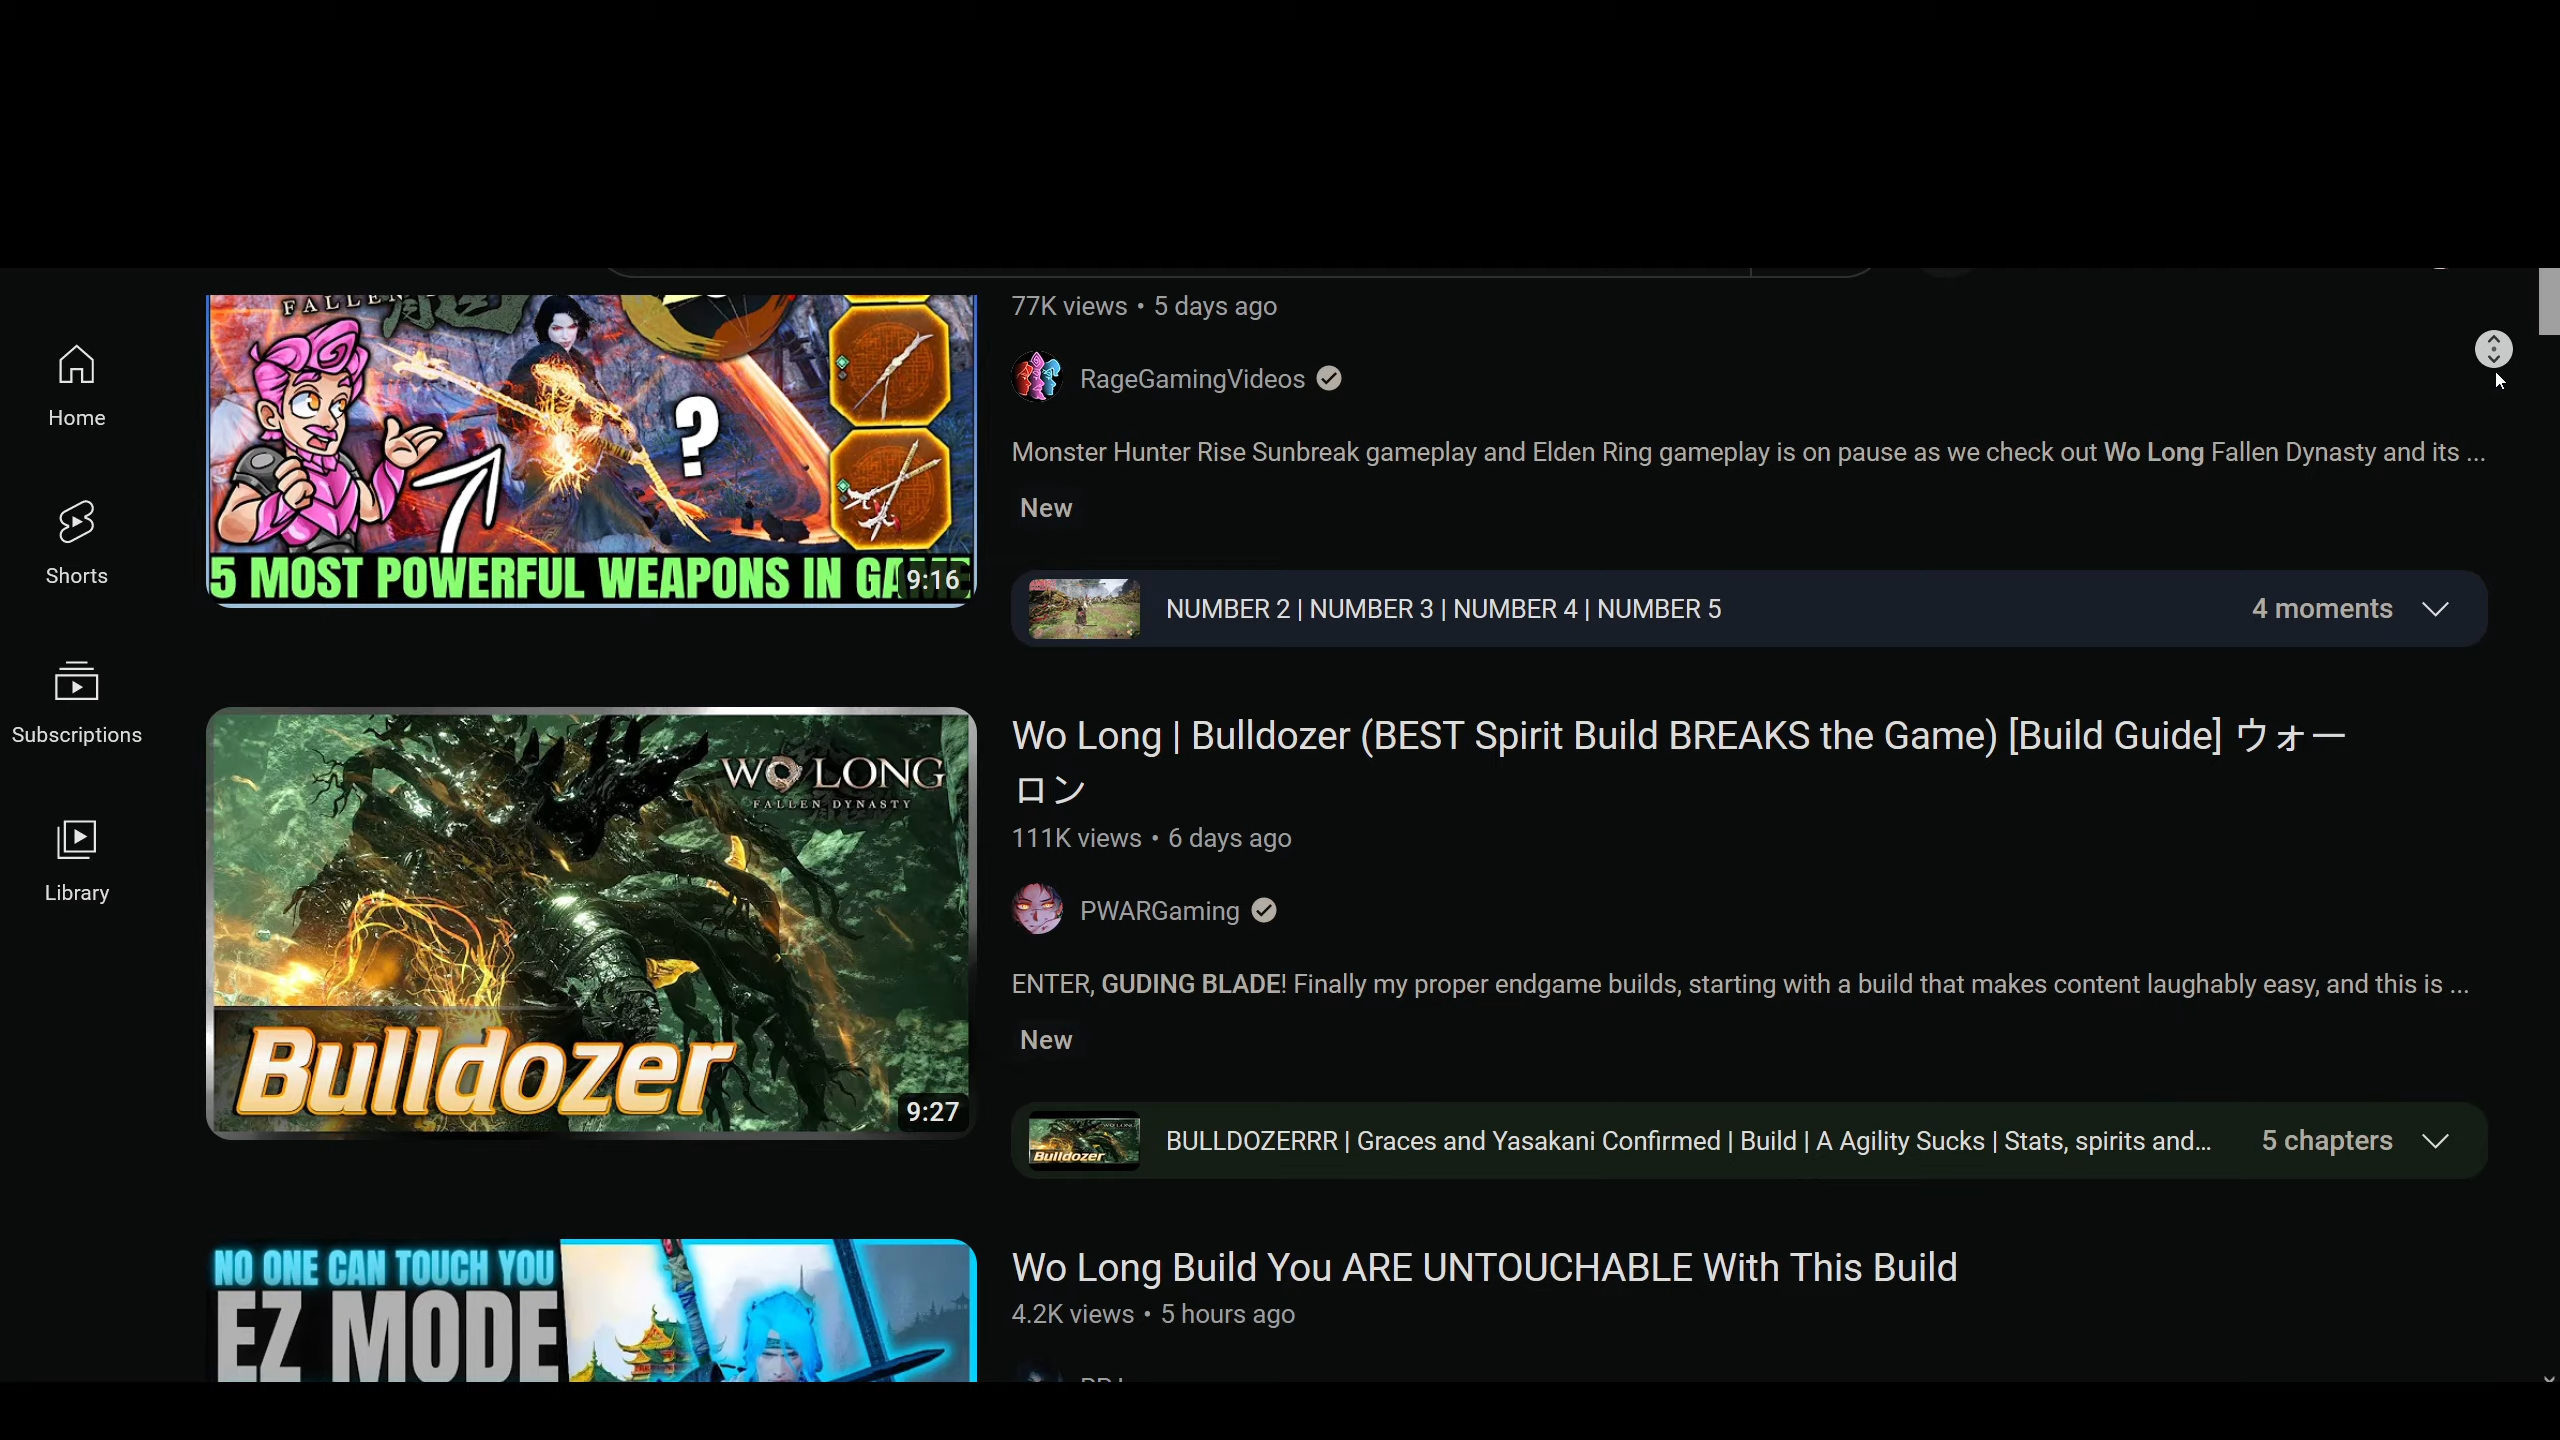 Home
Shorts
Subscriptions
Library
FALLEN
?
5 MOST POWERFUL WEAPONS IN GAME
9:16
77K views • 5 days ago
RageGamingVideos
Monster Hunter Rise Sunbreak gameplay and Elden Ring gameplay is on pause as we check out Wo Long Fallen Dynasty and its ...
New
NUMBER 2 | NUMBER 3 | NUMBER 4 | NUMBER 5
4 moments
WO LONG
FALLEN DYNASTY
Bulldozer
9:27
Wo Long | Bulldozer (BEST Spirit Build BREAKS the Game) [Build Guide] ウォー
ロン
111K views • 6 days ago
PWARGaming
ENTER, GUDING BLADE! Finally my proper endgame builds, starting with a build that makes content laughably easy, and this is ...
New
Bulldozer
BULLDOZERRR | Graces and Yasakani Confirmed | Build | A Agility Sucks | Stats, spirits and...
5 chapters
NO ONE CAN TOUCH YOU
EZ MODE
Wo Long Build You ARE UNTOUCHABLE With This Build
4.2K views • 5 hours ago